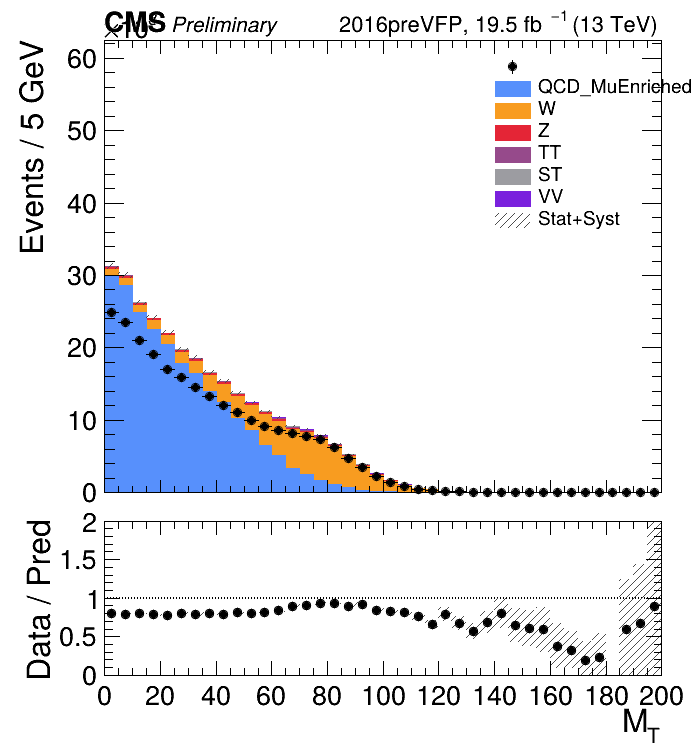 CMS Preliminary 2016preVFP, 19.5 fb⁻¹ (13 TeV)
Events / 5 GeV
60
50
40
30
20
10
0
QCD_MuEnriched
W
Z
TT
ST
VV
Stat+Syst
Data / Pred
2
1.5
1
0.5
0
0 20 40 60 80 100 120 140 160 180 200
M_T